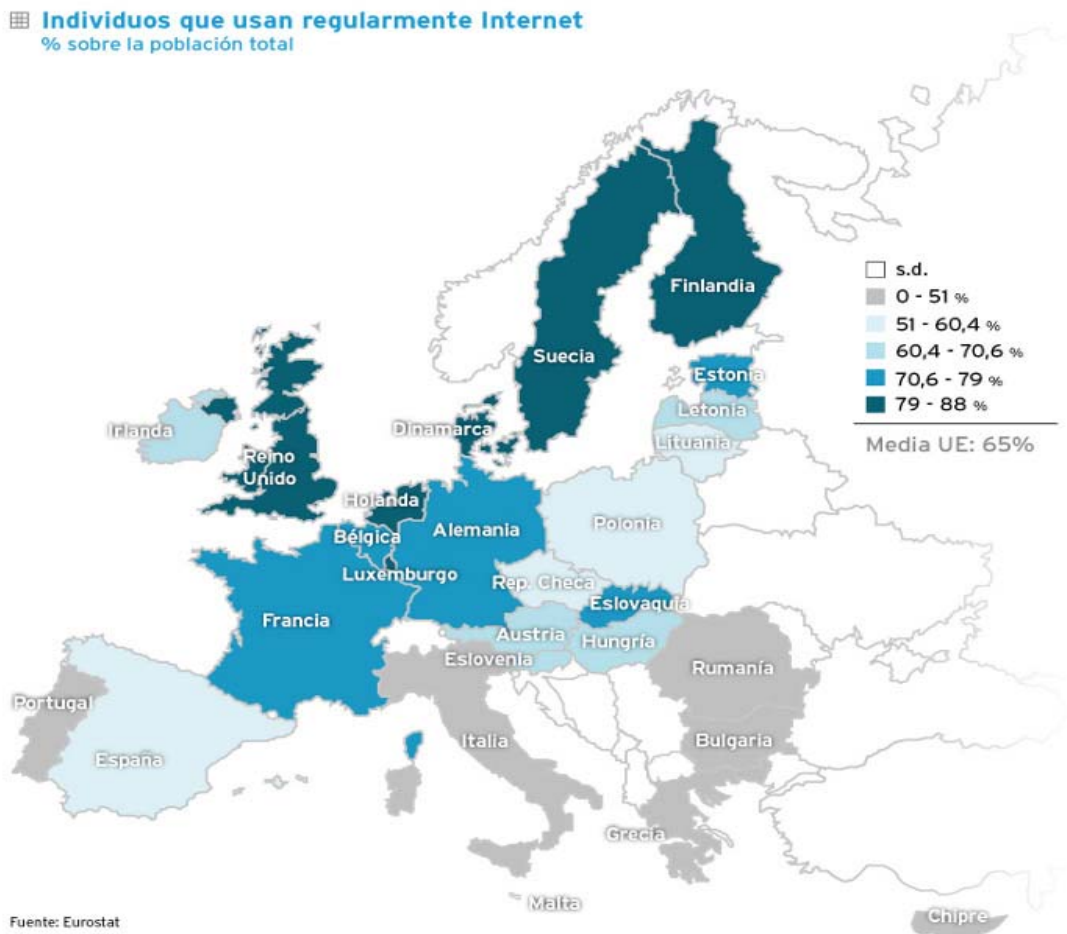 Individuos que usan regularmente Internet
% sobre la población total
Finlandia
s.d.
0 - 51 %
51 - 60,4 %
60,4 - 70,6 %
70,6 - 79 %
79 - 88 %
Media UE: 65%
Suecia
Estonia
Letonia
Lituania
Irlanda
Dinamarca
Reino
Unido
Holanda
Bélgica
Alemania
Polonia
Luxemburgo
Rep. Checa
Eslovaquia
Francia
Austria
Hungría
Eslovenia
Rumanía
Portugal
España
Italia
Bulgaria
Grecia
Malta
Chipre
Fuente: Eurostat